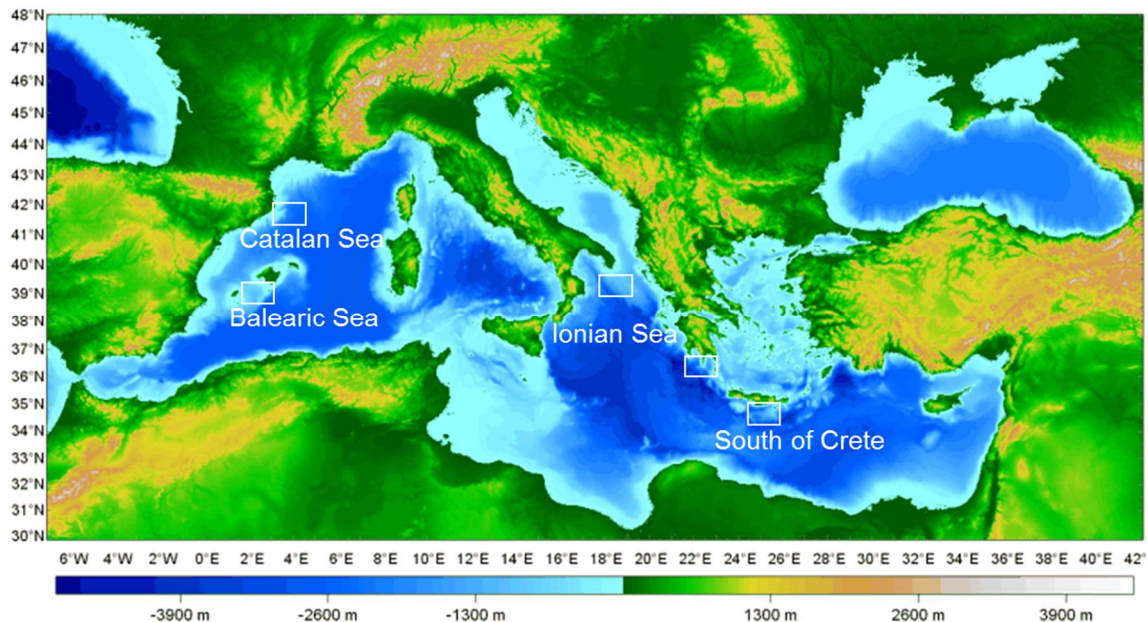 48°N
47°N
46°N
45°N
44°N
43°N
42°N
41°N
40°N
39°N
38°N
37°N
36°N
35°N
34°N
33°N
32°N
31°N
30°N
Catalan Sea
Balearic Sea
Ionian Sea
South of Crete
6°W 4°W 2°W 0°E 2°E 4°E 6°E 8°E 10°E 12°E 14°E 16°E 18°E 20°E 22°E 24°E 26°E 28°E 30°E 32°E 34°E 36°E 38°E 40°E 42°
-3900 m -2600 m -1300 m 1300 m 2600 m 3900 m